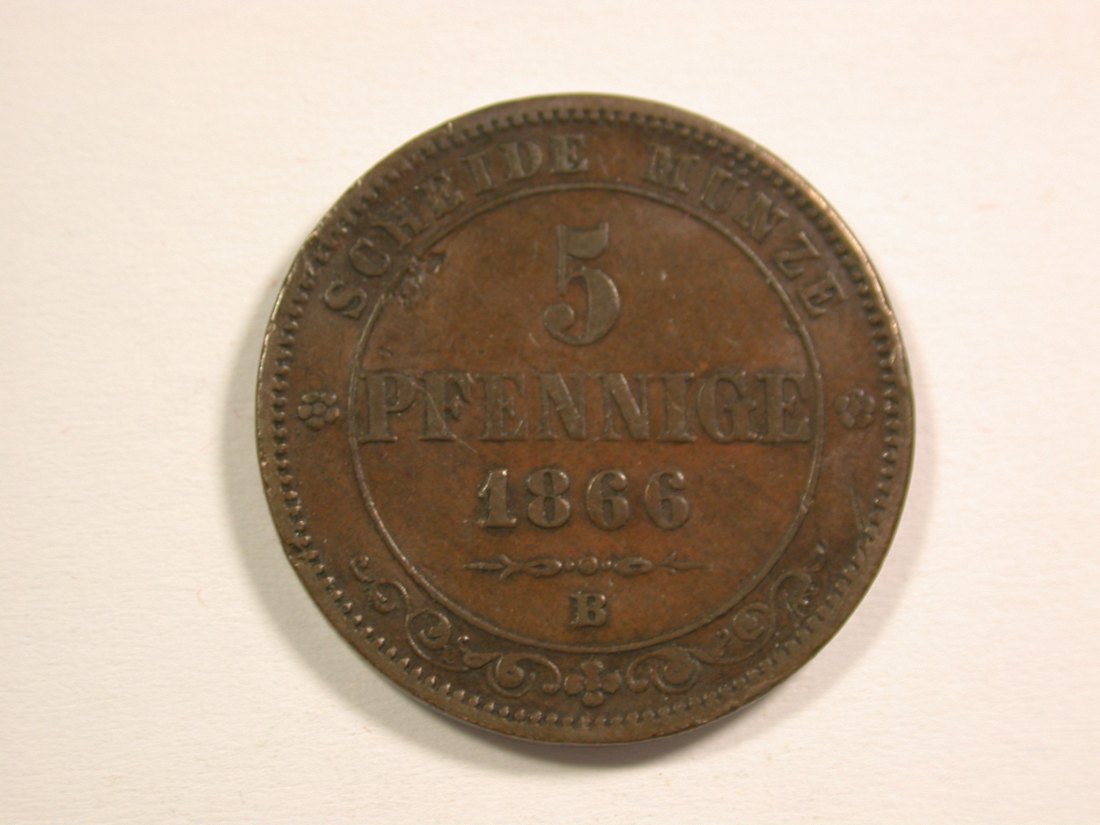 SCHEIDE MÜNZE
5
PFENNIGE
1866
B